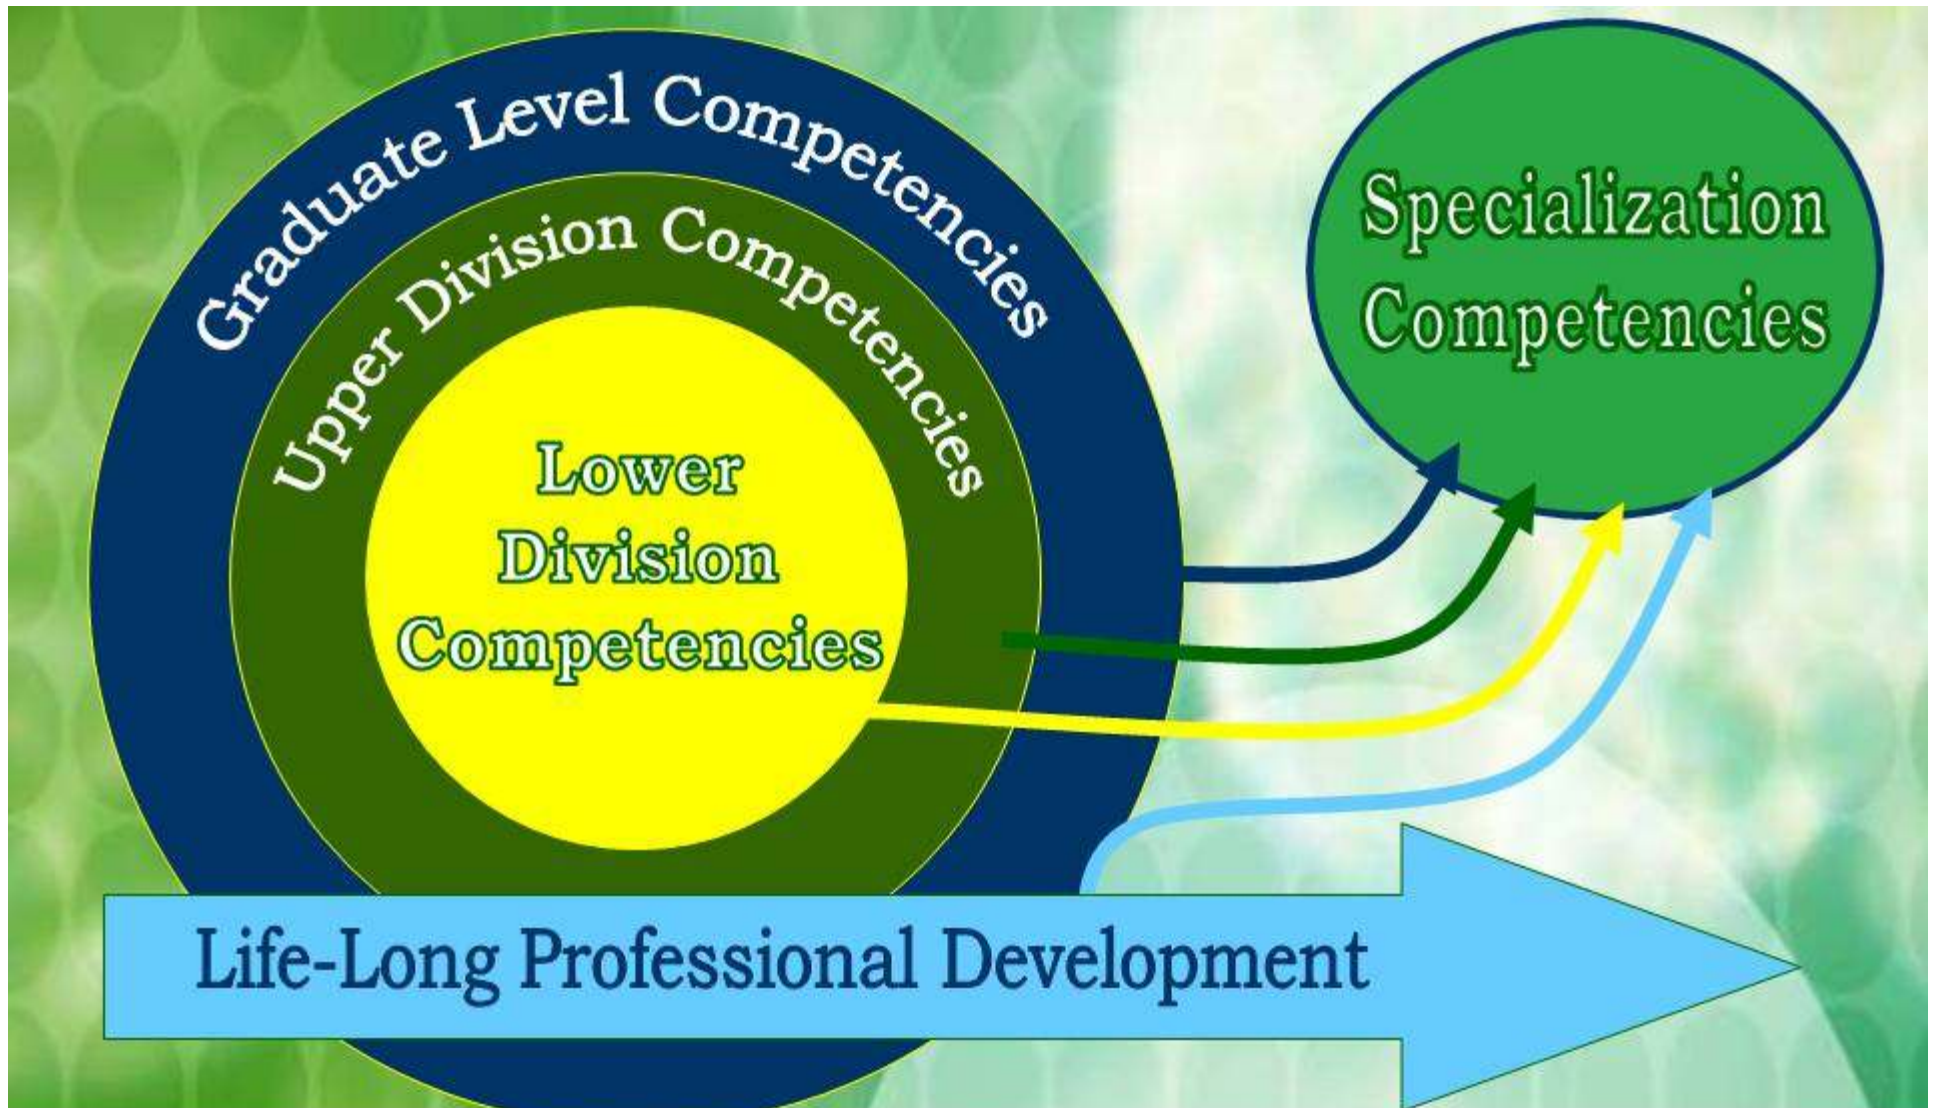 Graduate Level Competencies
Upper Division Competencies
Lower
Division
Competencies
Specialization
Competencies
Life-Long Professional Development